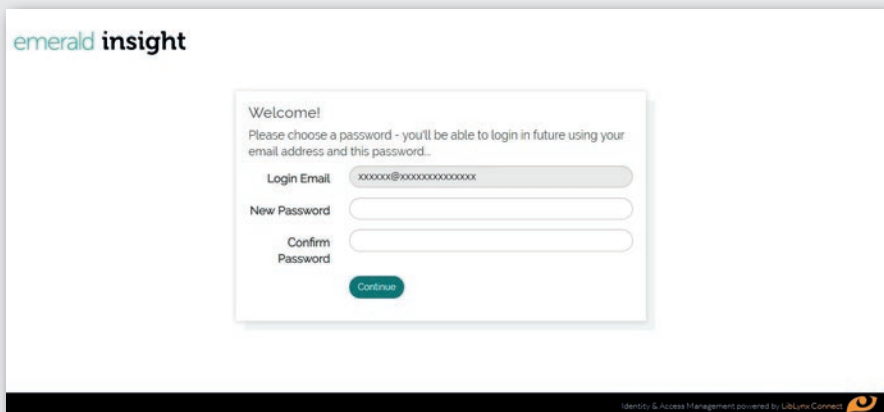 emerald insight
Welcome!
Please choose a password - you'll be able to login in future using your
email address and this password...
Login Email
xxxxxx@xxxxxxxxxxxxxx
New Password
Confirm
Password
Continue
Identity & Access Management powered by LibLynx Connect